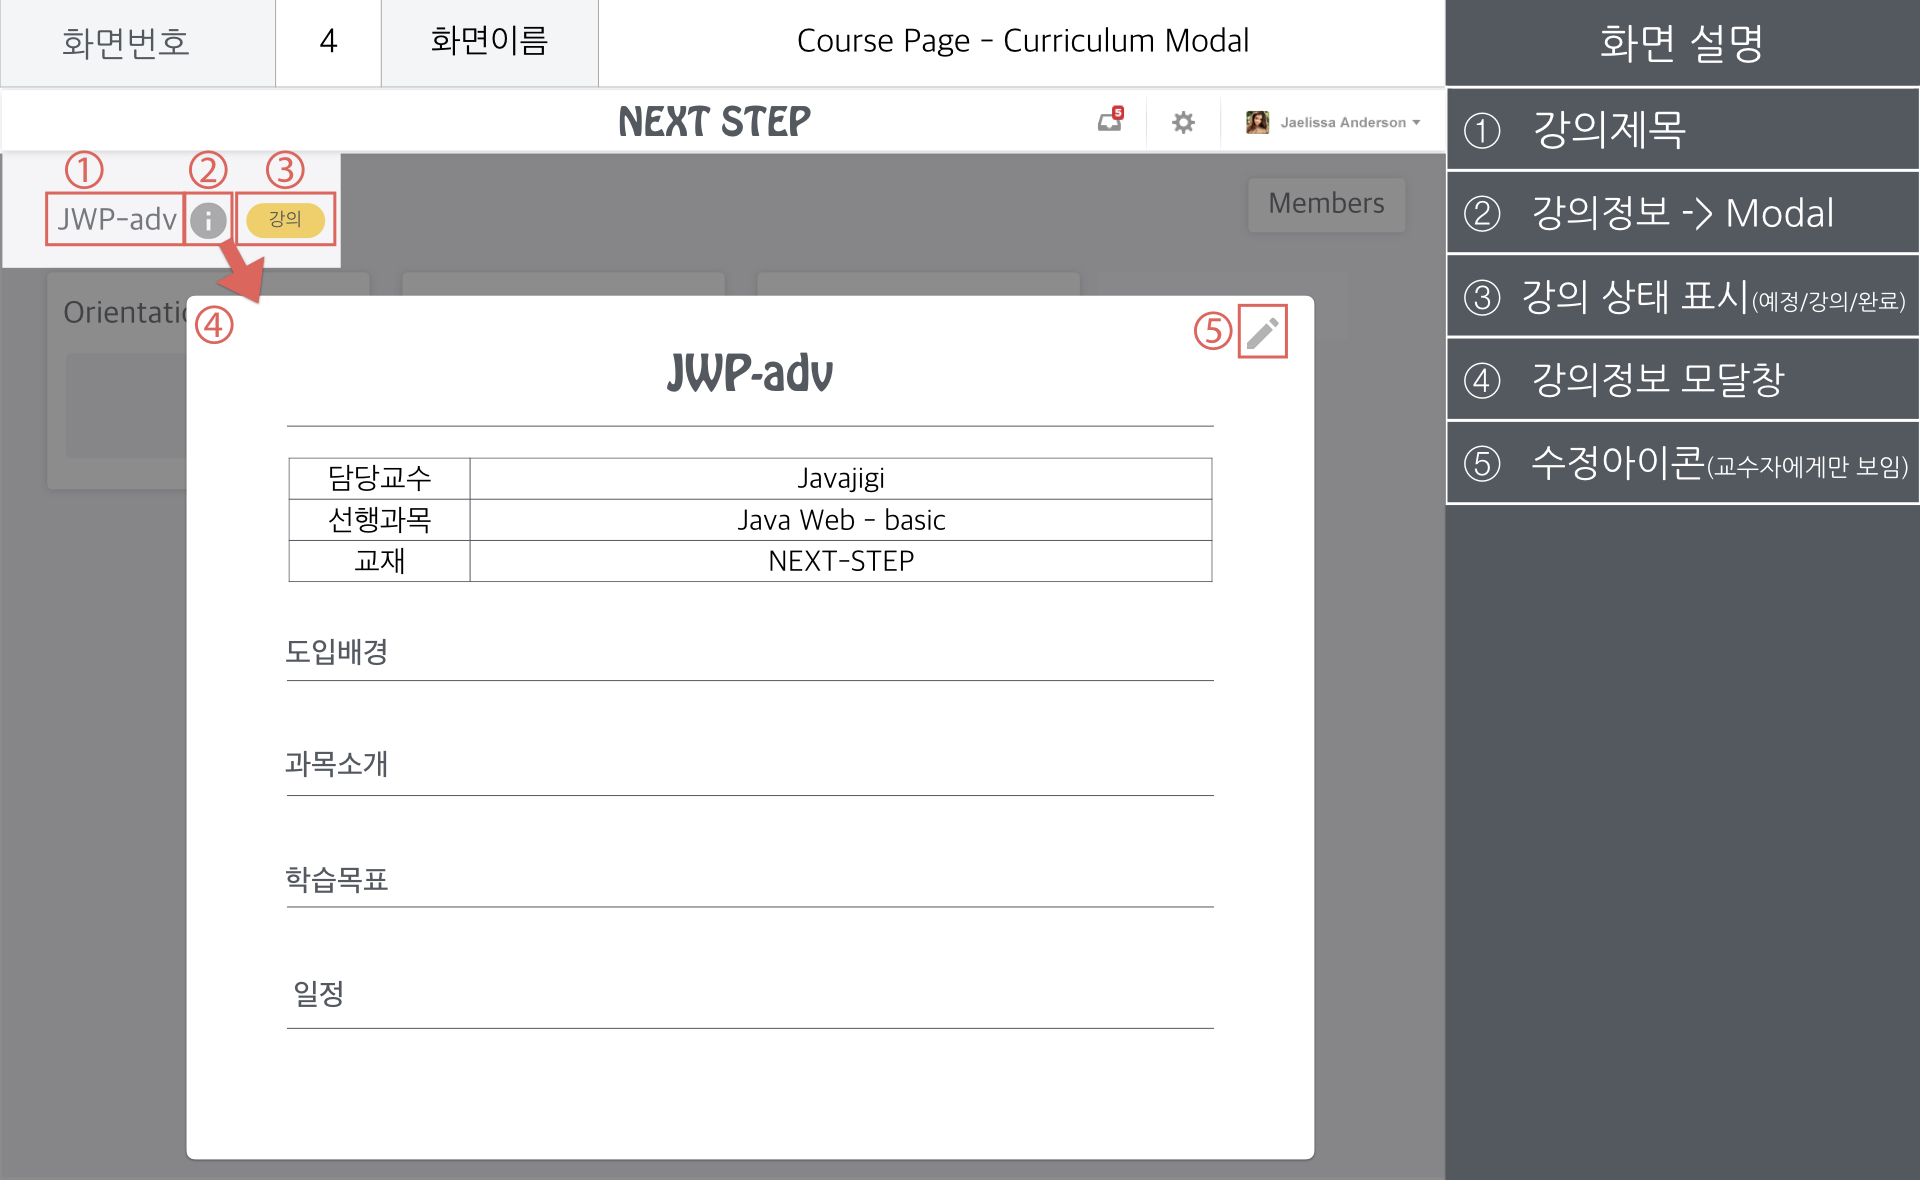 화면번호 4 화면이름 Course Page - Curriculum Modal 화면 설명
NEXT STEP 5 Jaelissa Anderson
① ② ③
JWP-adv i 강의
Members
④ ⑤
JWP-adv
담당교수 Javajigi
선행과목 Java Web - basic
교재 NEXT-STEP
도입배경
과목소개
학습목표
일정
① 강의제목
② 강의정보 -> Modal
③ 강의 상태 표시(예정/강의/완료)
④ 강의정보 모달창
⑤ 수정아이콘(교수자에게만 보임)